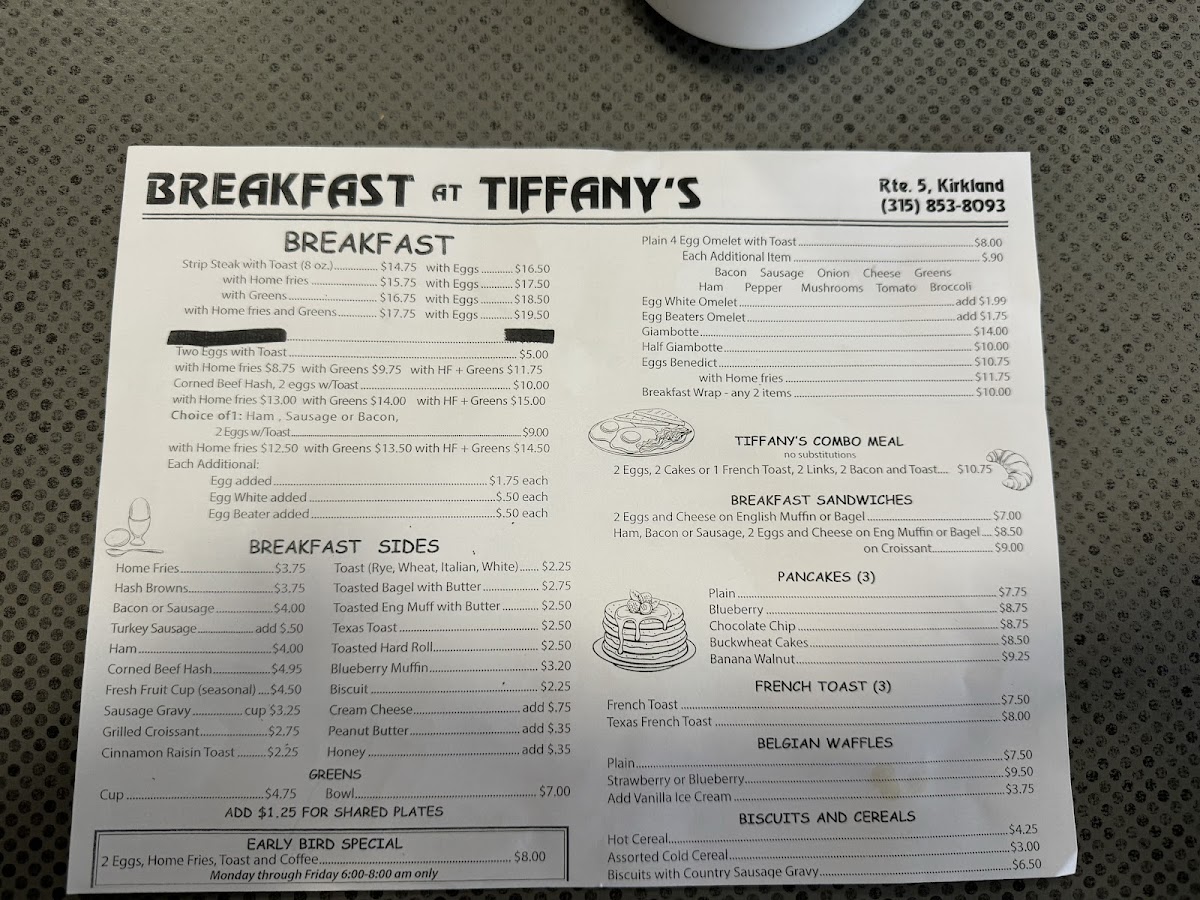 BREAKFAST AT TIFFANY'S
Rte. 5, Kirkland
(315) 853-8093
BREAKFAST
Strip Steak with Toast (8 oz.) $14.75 with Eggs $16.50
with Home fries $15.75 with Eggs $17.50
with Greens $16.75 with Eggs $18.50
with Home fries and Greens $17.75 with Eggs $19.50
Two Eggs with Toast $5.00
with Home fries $8.75 with Greens $9.75 with HF + Greens $11.75
Corned Beef Hash, 2 eggs w/Toast $10.00
with Home fries $13.00 with Greens $14.00 with HF + Greens $15.00
Choice of 1: Ham , Sausage or Bacon,
2 Eggs w/Toast $9.00
with Home fries $12.50 with Greens $13.50 with HF + Greens $14.50
Each Additional:
Egg added $1.75 each
Egg White added $.50 each
Egg Beater added $.50 each
BREAKFAST SIDES
Home Fries $3.75
Hash Browns $3.75
Bacon or Sausage $4.00
Turkey Sausage add $.50
Ham $4.00
Corned Beef Hash $4.95
Fresh Fruit Cup (seasonal) $4.50
Sausage Gravy cup $3.25
Grilled Croissant $2.75
Cinnamon Raisin Toast $2.25
Toast (Rye, Wheat, Italian, White) $2.25
Toasted Bagel with Butter $2.75
Toasted Eng Muff with Butter $2.50
Texas Toast $2.50
Toasted Hard Roll $2.50
Blueberry Muffin $3.20
Biscuit $2.25
Cream Cheese add $.75
Peanut Butter add $.35
Honey add $.35
GREENS
Cup $4.75 Bowl $7.00
ADD $1.25 FOR SHARED PLATES
EARLY BIRD SPECIAL
2 Eggs, Home Fries, Toast and Coffee $8.00
Monday through Friday 6:00-8:00 am only
Plain 4 Egg Omelet with Toast $8.00
Each Additional Item $.90
Bacon Sausage Onion Cheese Greens
Ham Pepper Mushrooms Tomato Broccoli
Egg White Omelet add $1.99
Egg Beaters Omelet add $1.75
Giambotte $14.00
Half Giambotte $10.00
Eggs Benedict $10.75
with Home fries $11.75
Breakfast Wrap - any 2 items $10.00
TIFFANY'S COMBO MEAL
no substitutions
2 Eggs, 2 Cakes or 1 French Toast, 2 Links, 2 Bacon and Toast.... $10.75
BREAKFAST SANDWICHES
2 Eggs and Cheese on English Muffin or Bagel $7.00
Ham, Bacon or Sausage, 2 Eggs and Cheese on Eng Muffin or Bagel.... $8.50
on Croissant $9.00
PANCAKES (3)
Plain $7.75
Blueberry $8.75
Chocolate Chip $8.75
Buckwheat Cakes $8.50
Banana Walnut $9.25
FRENCH TOAST (3)
French Toast $7.50
Texas French Toast $8.00
BELGIAN WAFFLES
Plain $7.50
Strawberry or Blueberry $9.50
Add Vanilla Ice Cream $3.75
BISCUITS AND CEREALS
Hot Cereal $4.25
Assorted Cold Cereal $3.00
Biscuits with Country Sausage Gravy $6.50